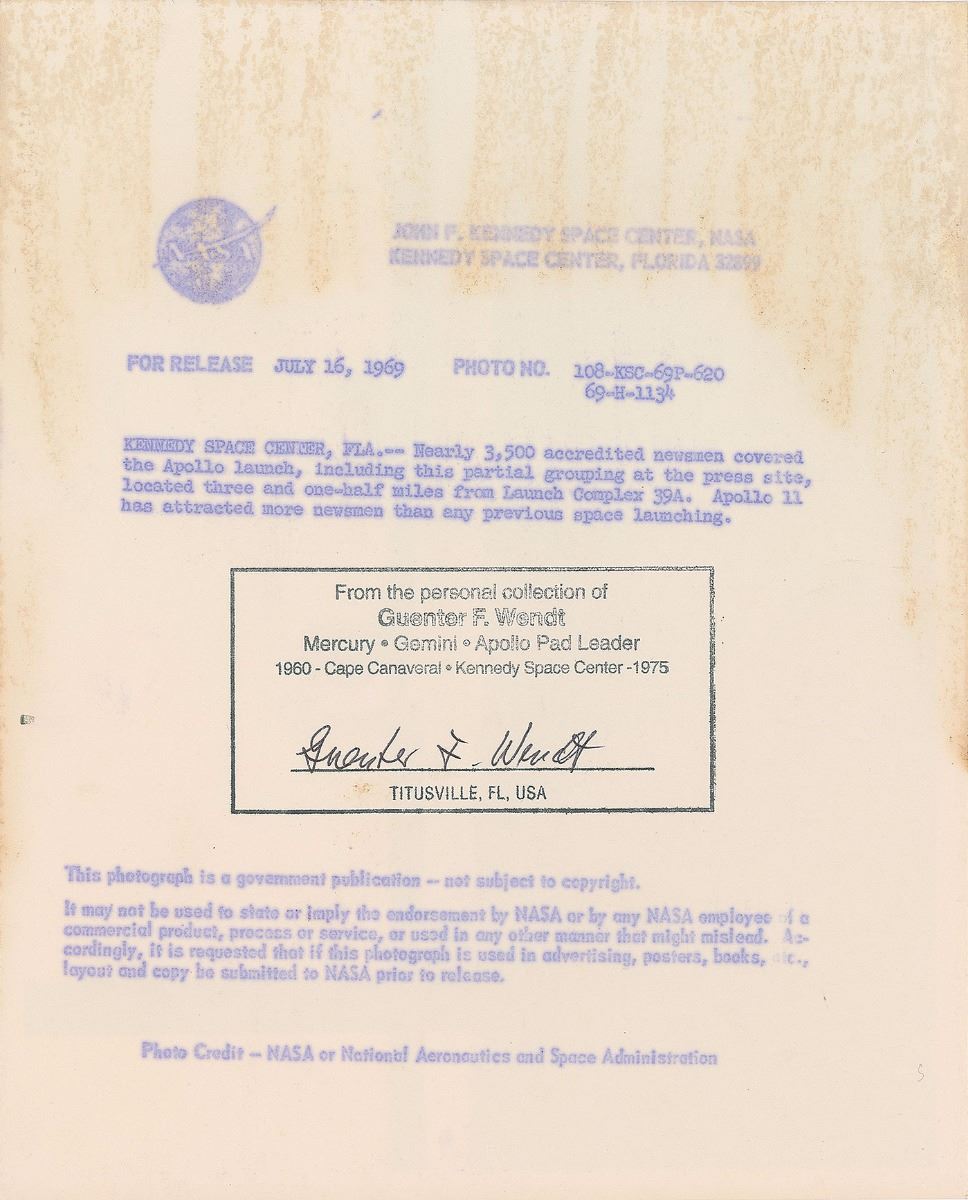 NASA
JOHN F. KENNEDY SPACE CENTER, NASA
KENNEDY SPACE CENTER, FLORIDA 32899
FOR RELEASE JULY 16, 1969 PHOTO NO. 108-KSC-69P-620
69-H-1134
KENNEDY SPACE CENTER, FLA.-- Nearly 3,500 accredited newsmen covered
the Apollo launch, including this partial grouping at the press site,
located three and one-half miles from Launch Complex 39A. Apollo 11
has attracted more newsmen than any previous space launching.
From the personal collection of
Guenter F. Wendt
Mercury • Gemini • Apollo Pad Leader
1960 - Cape Canaveral • Kennedy Space Center -1975
Guenter F. Wendt
TITUSVILLE, FL, USA
This photograph is a government publication — not subject to copyright.
It may not be used to state or imply the endorsement by NASA or by any NASA employee of a
commercial product, process or service, or used in any other manner that might mislead. Ac-
cordingly, it is requested that if this photograph is used in advertising, posters, books, etc.,
layout and copy be submitted to NASA prior to release.
Photo Credit — NASA or National Aeronautics and Space Administration